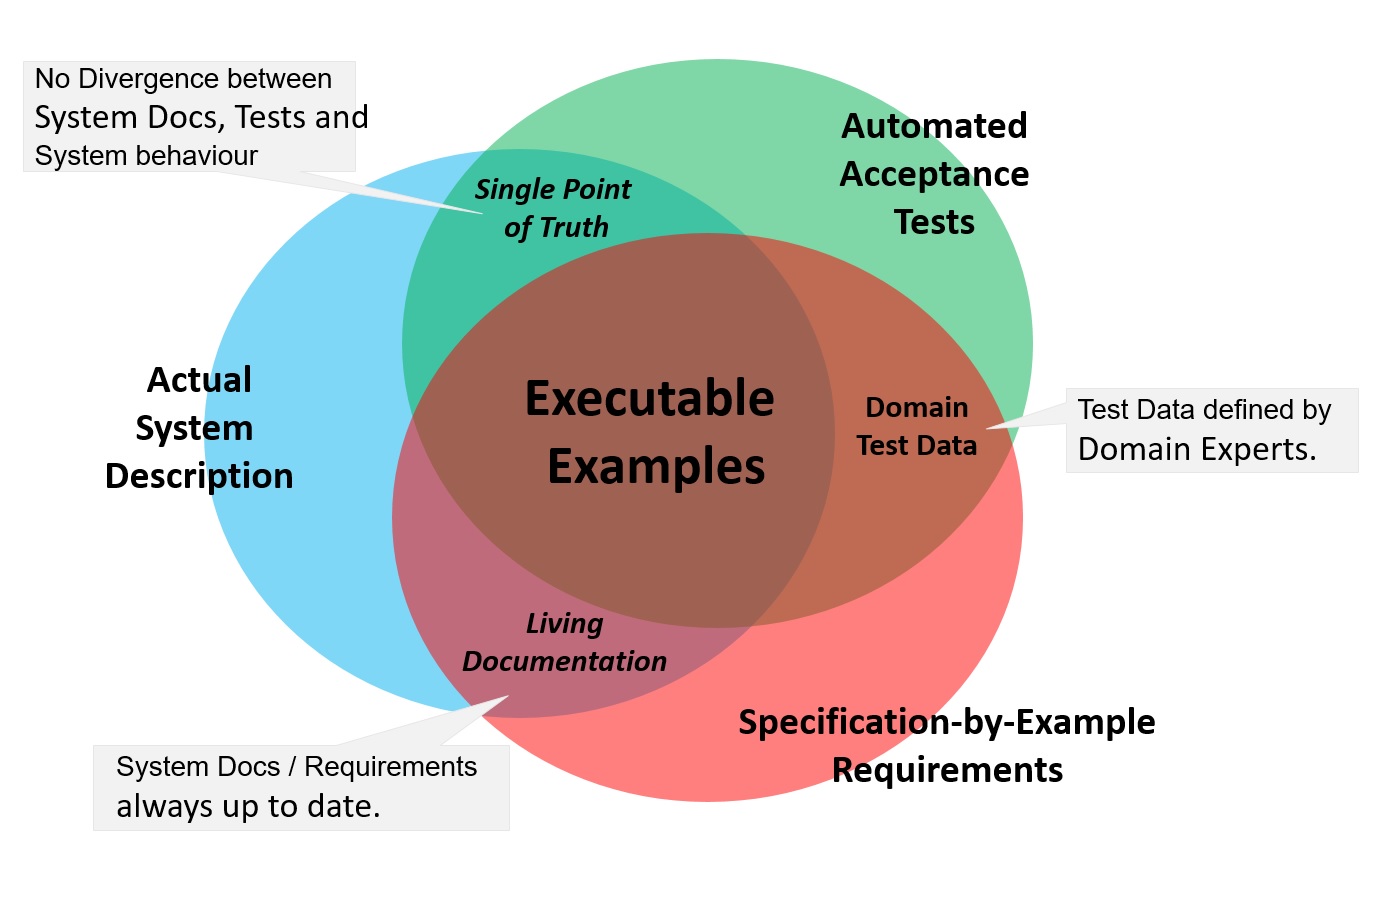 No Divergence between
System Docs, Tests and
System behaviour
Automated
Acceptance
Tests
Single Point
of Truth
Actual
System
Description
Executable
Examples
Domain
Test Data
Test Data defined by
Domain Experts.
Living
Documentation
Specification-by-Example
Requirements
System Docs / Requirements
always up to date.